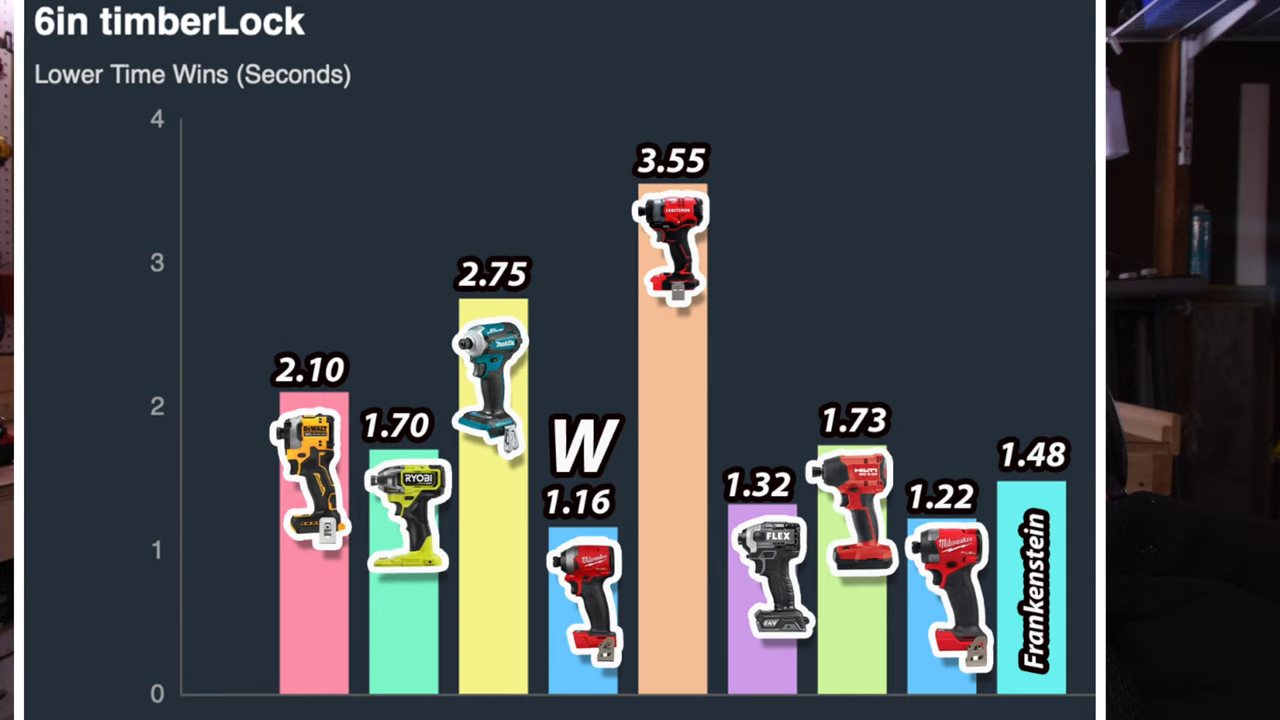 6in timberLock
Lower Time Wins (Seconds)
4
3
2
1
0
2.10
1.70
2.75
W
1.16
3.55
1.32
1.73
1.22
1.48
DEWALT
RYOBI
Makita
Milwaukee
CRAFTSMAN
FLEX
24V
HILTI
Milwaukee
Frankenstein